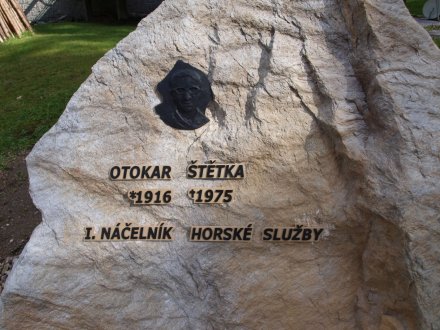 OTOKAR ŠTĚTKA
*1916 †1975
I. NÁČELNÍK HORSKÉ SLUŽBY